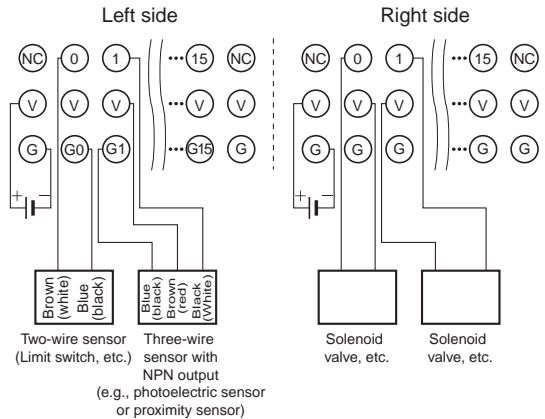 Left side
Right side
NC 0 1 ...15 NC
V V V ...V V
G G0 G1 ...G15 G
+ −
NC 0 1 ...15 NC
V V V ...V V
G G G ...G G
+ −
Brown
(white)
Blue
(black)
Blue
(black)
Brown
(red)
Black
(White)
Two-wire sensor
(Limit switch, etc.)
Three-wire
sensor with
NPN output
(e.g., photoelectric sensor
or proximity sensor)
Solenoid
valve, etc.
Solenoid
valve, etc.